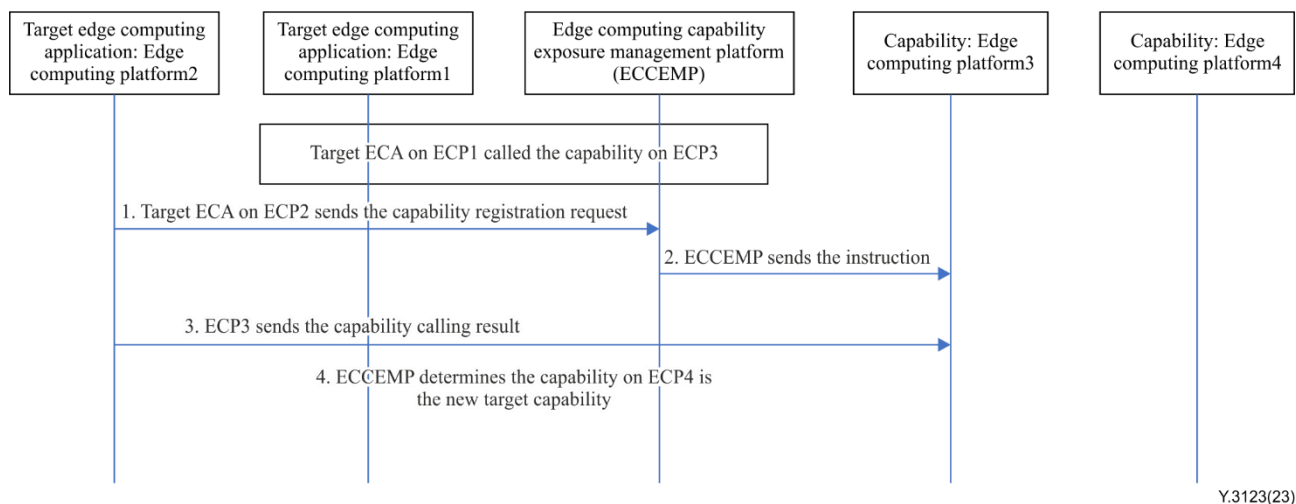 Target edge computing
application: Edge
computing platform2
Target edge computing
application: Edge
computing platform1
Edge computing capability
exposure management platform
(ECCEMP)
Capability: Edge
computing platform3
Capability: Edge
computing platform4
Target ECA on ECP1 called the capability on ECP3
1. Target ECA on ECP2 sends the capability registration request
2. ECCEMP sends the instruction
3. ECP3 sends the capability calling result
4. ECCEMP determines the capability on ECP4 is
the new target capability
Y.3123(23)